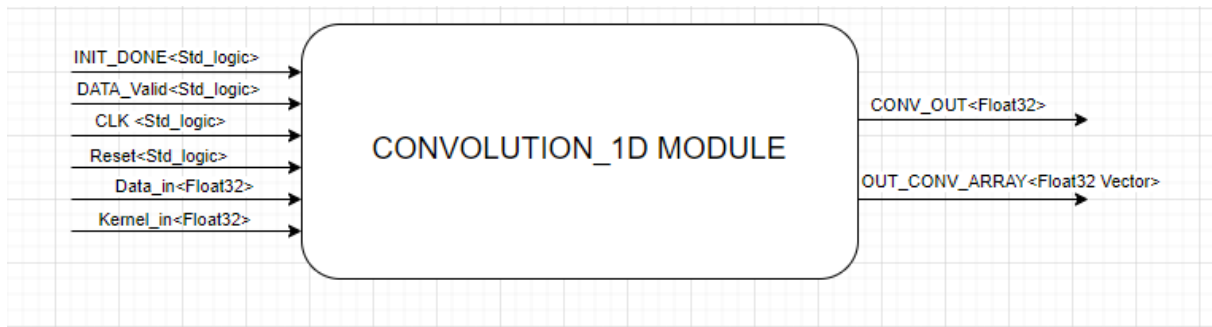 INIT_DONE<Std_logic>
DATA_Valid<Std_logic>
CLK <Std_logic>
Reset<Std_logic>
Data_in<Float32>
Kernel_in<Float32>
CONVOLUTION_1D MODULE
CONV_OUT<Float32>
OUT_CONV_ARRAY<Float32 Vector>